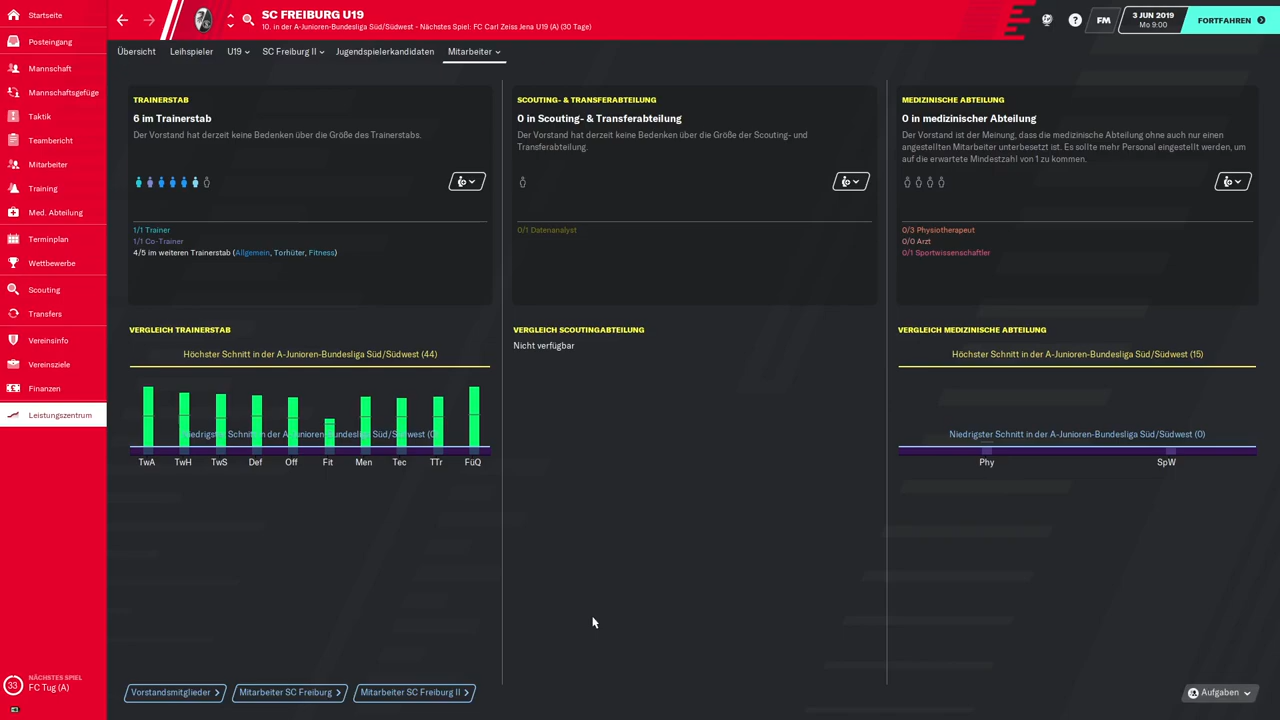 Startseite
Posteingang
Mannschaft
Mannschaftsgefüge
Taktik
Teambericht
Mitarbeiter
Training
Med. Abteilung
Terminplan
Wettbewerbe
Scouting
Transfers
Vereinsinfo
Vereinsziele
Finanzen
Leistungszentrum
33
NÄCHSTES SPIEL
FC Tug (A)
SC FREIBURG U19
10. in der A-Junioren-Bundesliga Süd/Südwest - Nächstes Spiel: FC Carl Zeiss Jena U19 (A) (30 Tage)
FM
3 JUN 2019
Mo 9:00
FORTFAHREN
Übersicht
Leihspieler
U19
SC Freiburg II
Jugendspielerkandidaten
Mitarbeiter
TRAINERSTAB
6 im Trainerstab
Der Vorstand hat derzeit keine Bedenken über die Größe des Trainerstabs.
1/1 Trainer
1/1 Co-Trainer
4/5 im weiteren Trainerstab (Allgemein, Torhüter, Fitness)
SCOUTING- & TRANSFERABTEILUNG
0 in Scouting- & Transferabteilung
Der Vorstand hat derzeit keine Bedenken über die Größe der Scouting- und
Transferabteilung.
0/1 Datenanalyst
MEDIZINISCHE ABTEILUNG
0 in medizinischer Abteilung
Der Vorstand ist der Meinung, dass die medizinische Abteilung ohne auch nur einen
angestellten Mitarbeiter unterbesetzt ist. Es sollte mehr Personal eingestellt werden, um
auf die erwartete Mindestzahl von 1 zu kommen.
0/3 Physiotherapeut
0/0 Arzt
0/1 Sportwissenschaftler
VERGLEICH TRAINERSTAB
Höchster Schnitt in der A-Junioren-Bundesliga Süd/Südwest (44)
Niedrigster Schnitt in der A-Junioren-Bundesliga Süd/Südwest (0)
TwA TwH TwS Def Off Fit Men Tec TTr FüQ
VERGLEICH SCOUTINGABTEILUNG
Nicht verfügbar
VERGLEICH MEDIZINISCHE ABTEILUNG
Höchster Schnitt in der A-Junioren-Bundesliga Süd/Südwest (15)
Niedrigster Schnitt in der A-Junioren-Bundesliga Süd/Südwest (0)
Phy SpW
Vorstandsmitglieder
Mitarbeiter SC Freiburg
Mitarbeiter SC Freiburg II
Aufgaben